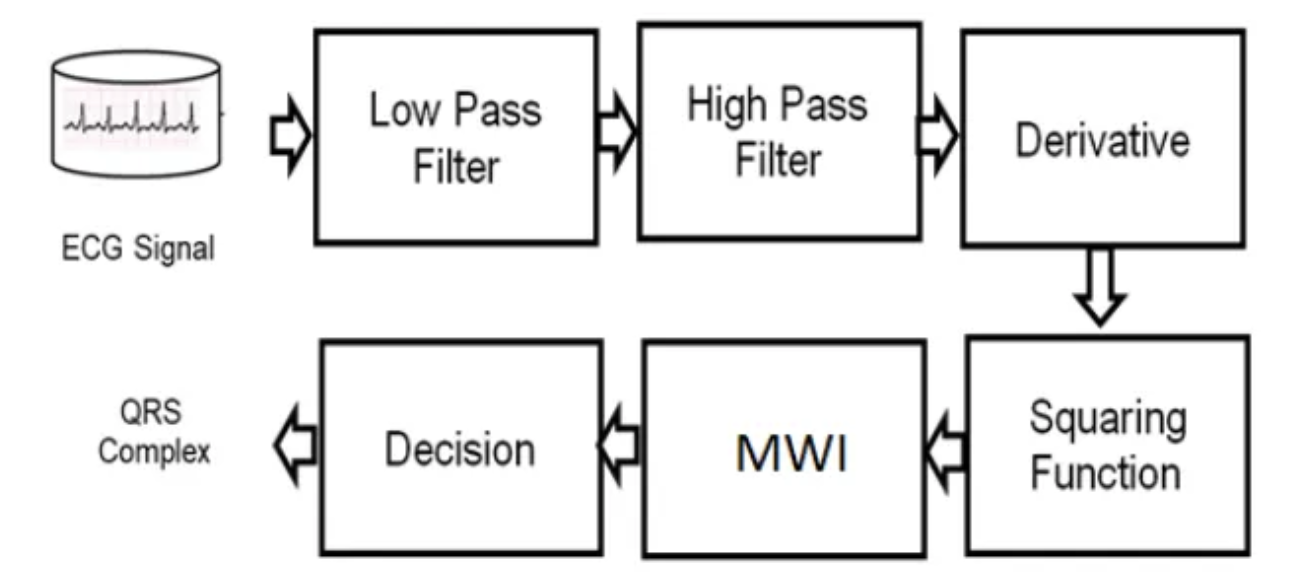 ECG Signal
Low Pass
Filter
High Pass
Filter
Derivative
Squaring
Function
MWI
Decision
QRS
Complex